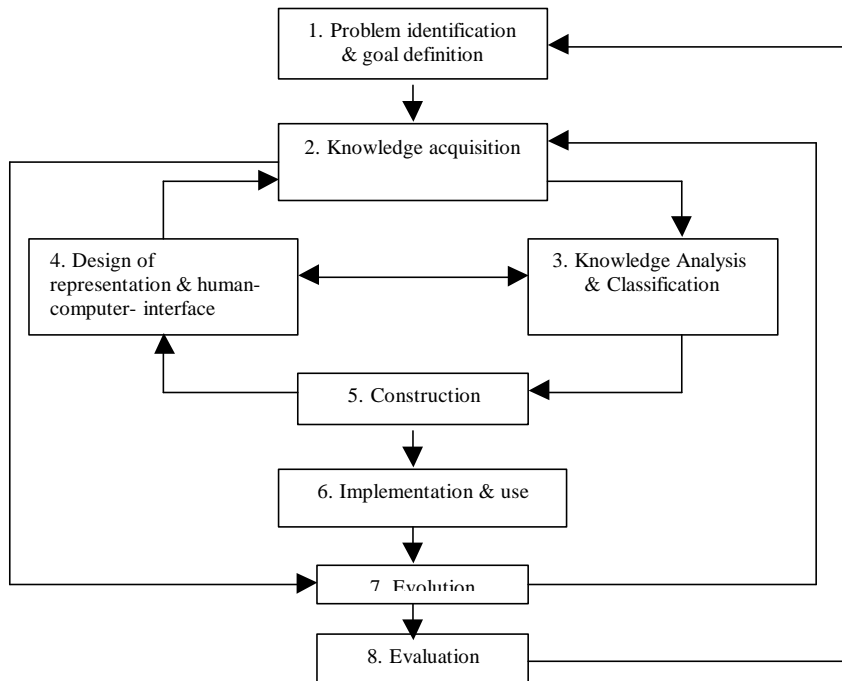 1. Problem identification
& goal definition
2. Knowledge acquisition
4. Design of
representation & human-
computer- interface
3. Knowledge Analysis
& Classification
5. Construction
6. Implementation & use
7. Evolution
8. Evaluation